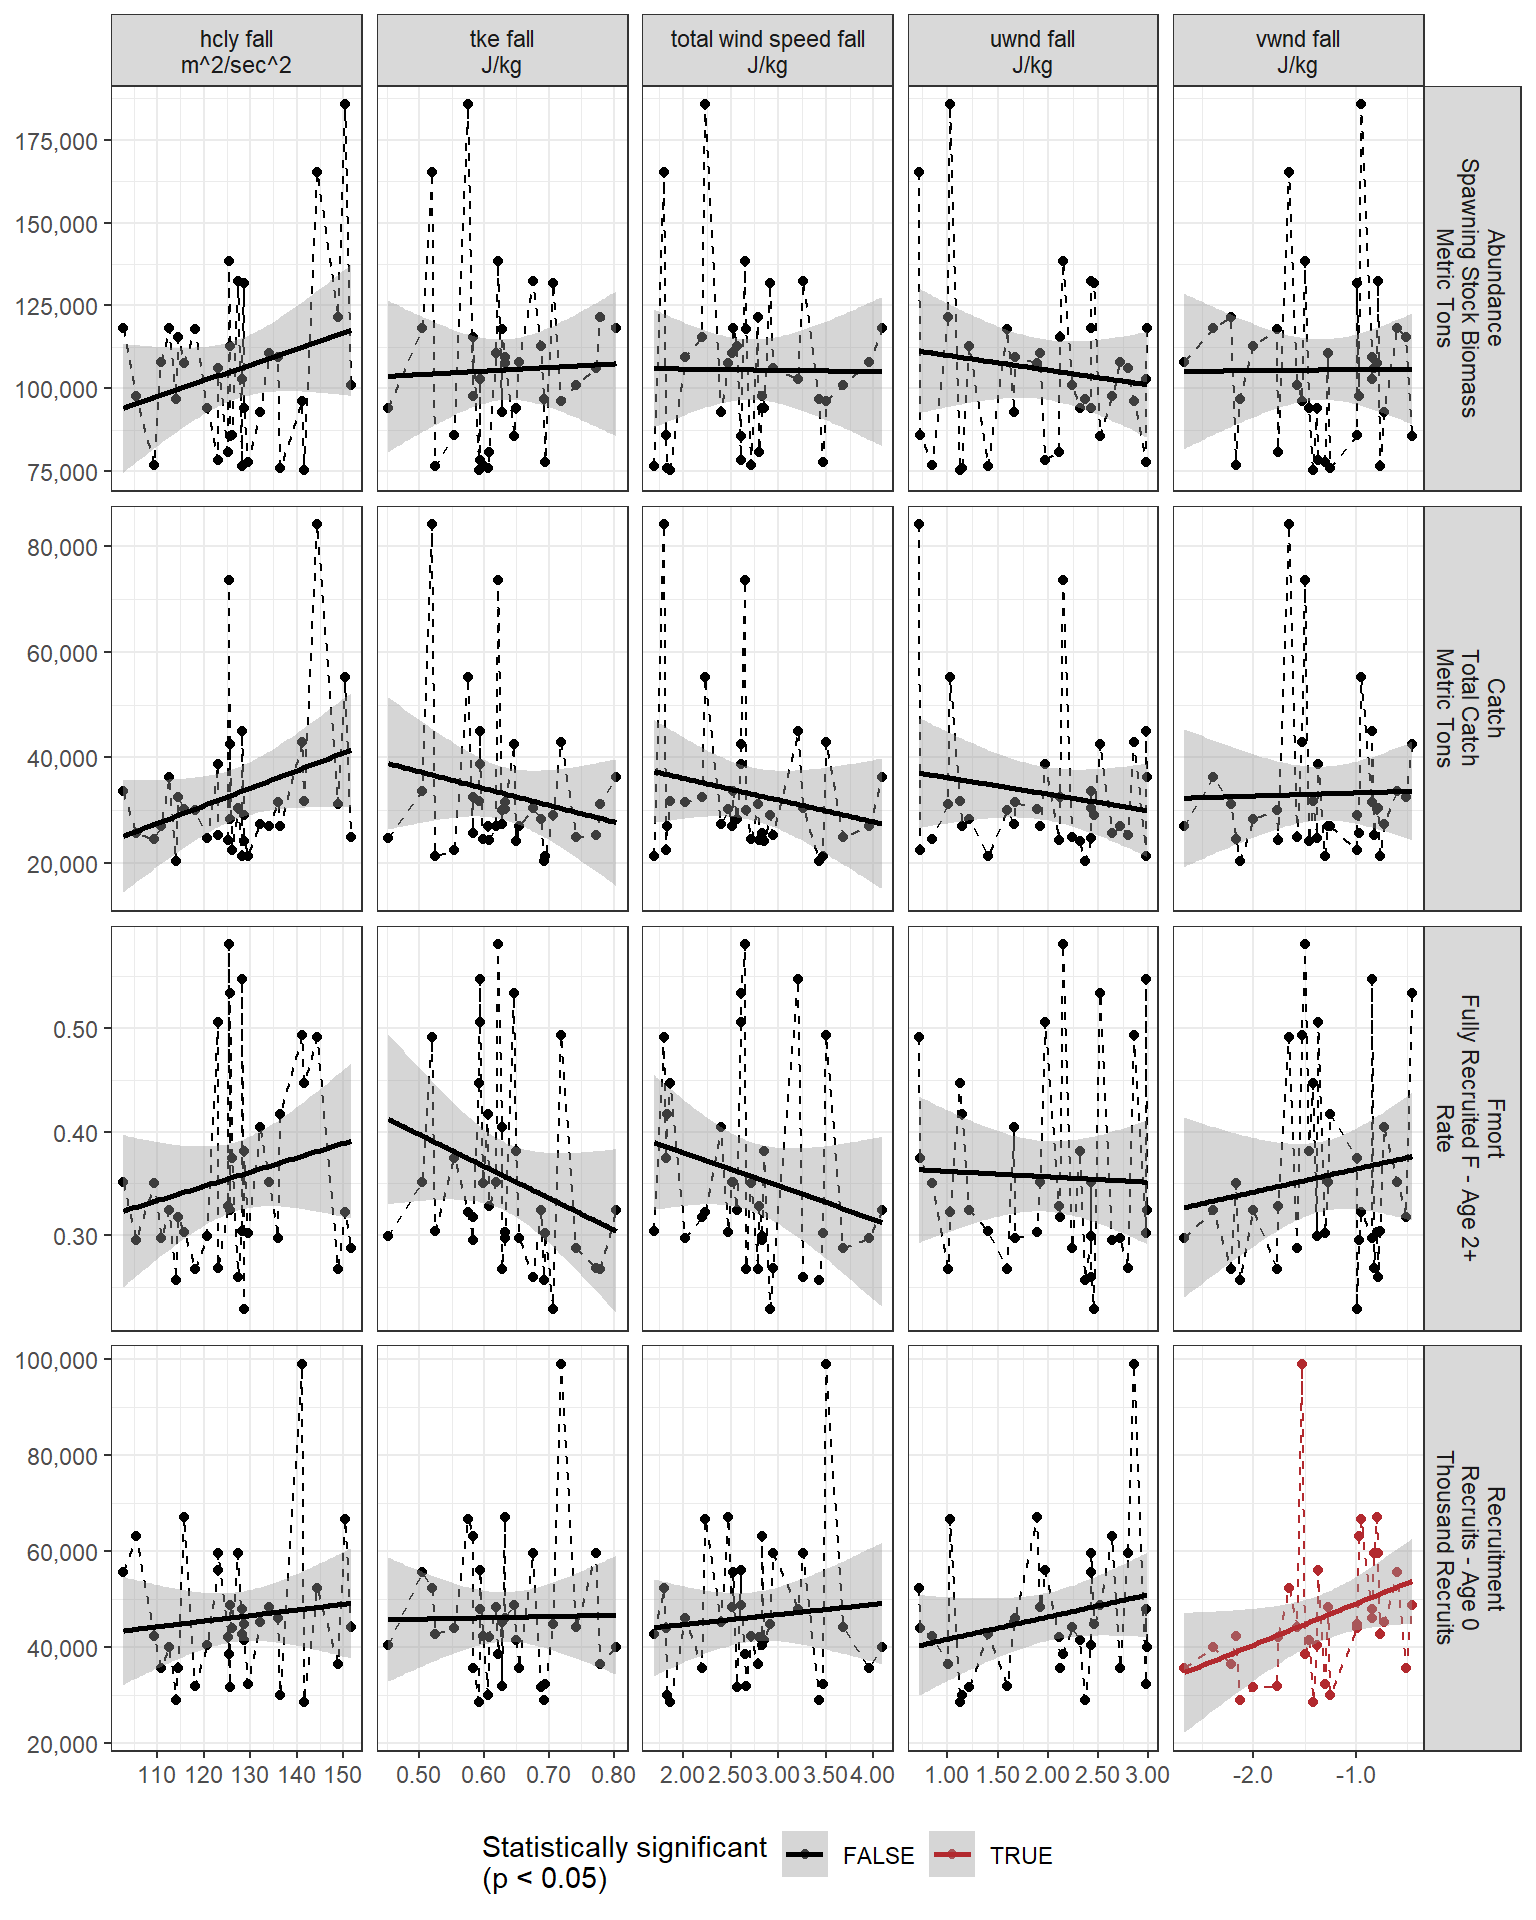 hcly fall
m^2/sec^2
tke fall
J/kg
total wind speed fall
J/kg
uwnd fall
J/kg
vwnd fall
J/kg
175,000
150,000
125,000
100,000
75,000
Abundance
Spawning Stock Biomass
Metric Tons
80,000
60,000
40,000
20,000
Catch
Total Catch
Metric Tons
0.50
0.40
0.30
Fmort
Fully Recruited F - Age 2+
Rate
100,000
80,000
60,000
40,000
20,000
Recruitment
Recruits - Age 0
Thousand Recruits
110 120 130 140 150
0.50 0.60 0.70 0.80
2.00 2.50 3.00 3.50 4.00
1.00 1.50 2.00 2.50 3.00
-2.0 -1.0
Statistically significant
(p < 0.05)
FALSE
TRUE